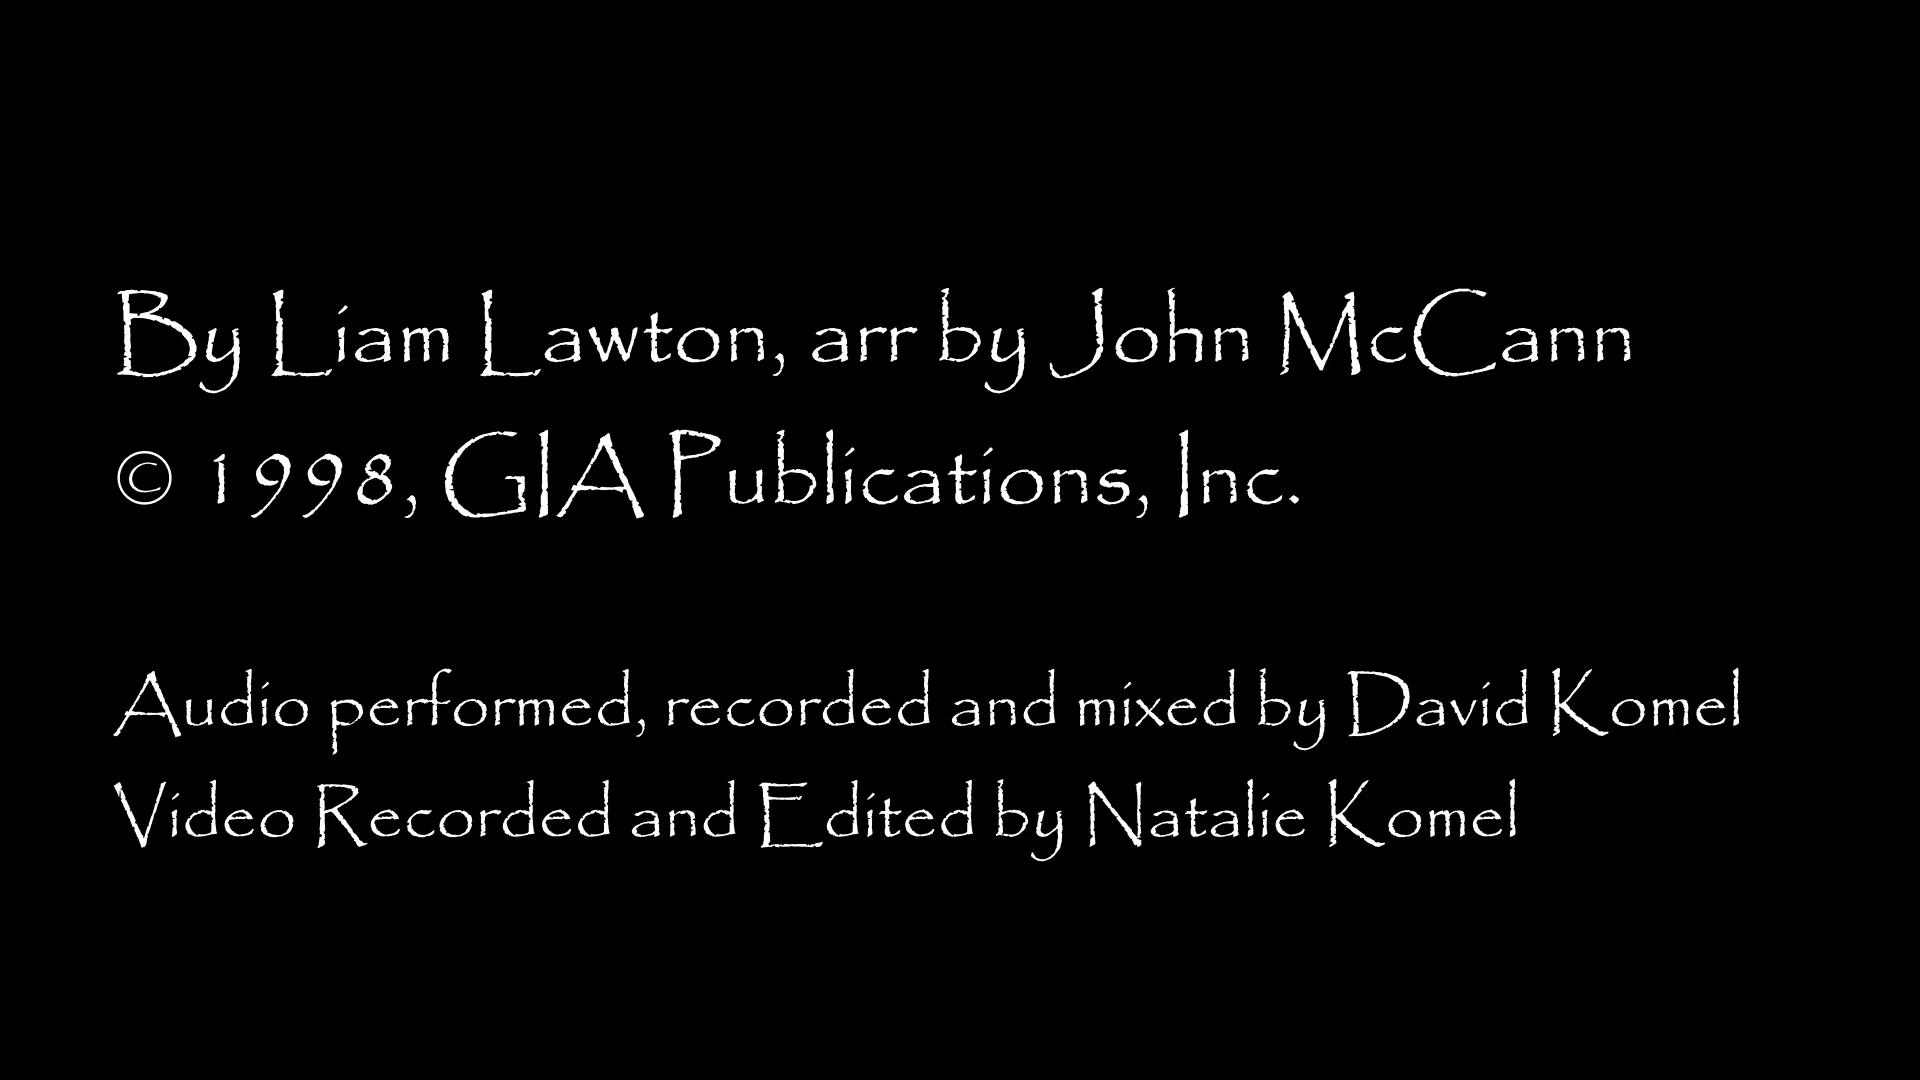 By Liam Lawton, arr by John McCann
© 1998, GIA Publications, Inc.
Audio performed, recorded and mixed by David Komel
Video Recorded and Edited by Natalie Komel